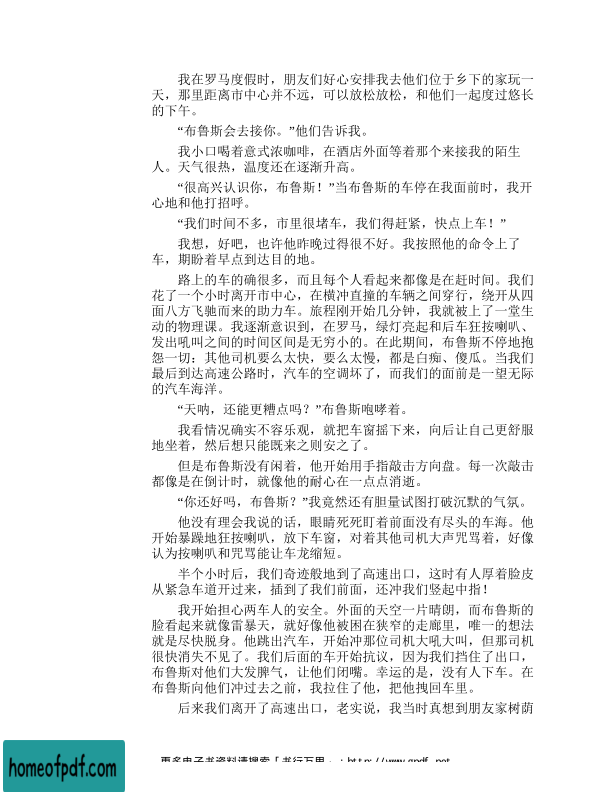 我在罗马度假时，朋友们好心安排我去他们位于乡下的家玩一
天，那里距离市中心并不远，可以放松放松，和他们一起度过悠长
的下午。
“布鲁斯会去接你。”他们告诉我。
我小口喝着意式浓咖啡，在酒店外面等着那个来接我的陌生
人。天气很热，温度还在逐渐升高。
“很高兴认识你，布鲁斯！”当布鲁斯的车停在我面前时，我开
心地和他打招呼。
“我们时间不多，市里很堵车，我们得赶紧，快点上车！”
我想，好吧，也许他昨晚过得很不好。我按照他的命令上了
车，期盼着早点到达目的地。
路上的车的确很多，而且每个人看起来都像是在赶时间。我们
花了一个小时离开市中心，在横冲直撞的车辆之间穿行，绕开从四
面八方飞驰而来的助力车。旅程刚开始几分钟，我就被上了一堂生
动的物理课。我逐渐意识到，在罗马，绿灯亮起和后车狂按喇叭、
发出吼叫之间的时间区间是无穷小的。在此期间，布鲁斯不停地抱
怨一切：其他司机要么太快，要么太慢，都是白痴、傻瓜。当我们
最后到达高速公路时，汽车的空调坏了，而我们的面前是一望无际
的汽车海洋。
“天呐，还能更糟点吗？”布鲁斯咆哮着。
我看情况确实不容乐观，就把车窗摇下来，向后让自己更舒服
地坐着，然后想只能既来之则安之了。
但是布鲁斯没有闲着，他开始用手指敲击方向盘。每一次敲击
都像是在倒计时，就像他的耐心在一点点消逝。
“你还好吗，布鲁斯？”我竟然还有胆量试图打破沉默的气氛。
他没有理会我说的话，眼睛死死盯着前面没有尽头的车海。他
开始暴躁地狂按喇叭，放下车窗，对着其他司机大声咒骂着，好像
认为按喇叭和咒骂能让车龙缩短。
半个小时后，我们奇迹般地到了高速出口，这时有人厚着脸皮
从紧急车道开过来，插到了我们前面，还冲我们竖起中指！
我开始担心两车人的安全。外面的天空一片晴朗，而布鲁斯的
脸看起来就像雷暴天，就好像他被困在狭窄的走廊里，唯一的想法
就是尽快脱身。他跳出汽车，开始冲那位司机大吼大叫，但那司机
很快消失不见了。我们后面的车开始抗议，因为我们挡住了出口，
布鲁斯对他们大发脾气，让他们闭嘴。幸运的是，没有人下车。在
布鲁斯向他们冲过去之前，我拉住了他，把他拽回车里。
后来我们离开了高速出口，老实说，我当时真想到朋友家树荫
homeofpdf.com